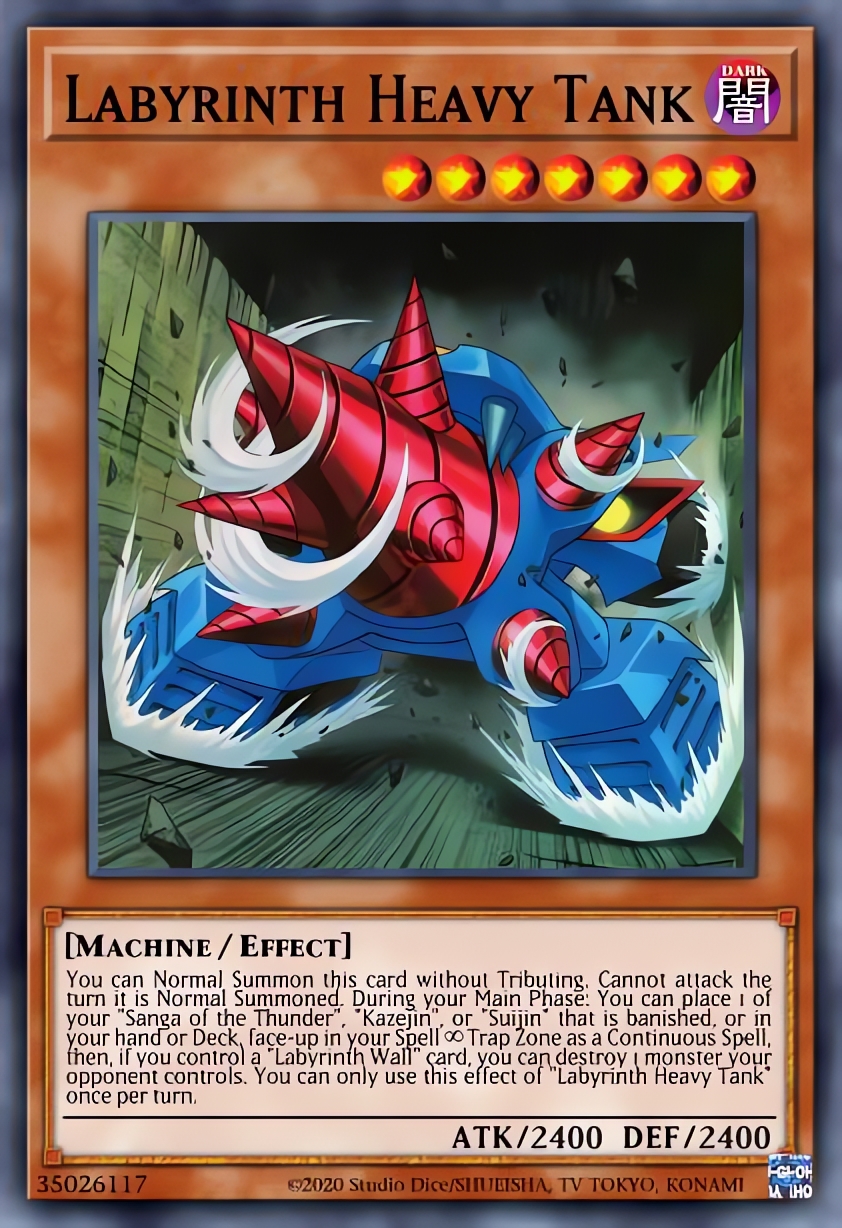 LABYRINTH HEAVY TANK
DARK
闇
[MACHINE / EFFECT]
You can Normal Summon this card without Tributing. Cannot attack the
turn it is Normal Summoned. During your Main Phase: You can place 1 of
your "Sanga of the Thunder", "Kazejin", or "Suijin" that is banished, or in
your hand or Deck, face-up in your Spell ∞ Trap Zone as a Continuous Spell,
then, if you control a "Labyrinth Wall" card, you can destroy 1 monster your
opponent controls. You can only use this effect of "Labyrinth Heavy Tank"
once per turn.
ATK/2400 DEF/2400
35026117
©2020 Studio Dice/SHUEISHA, TV TOKYO, KONAMI